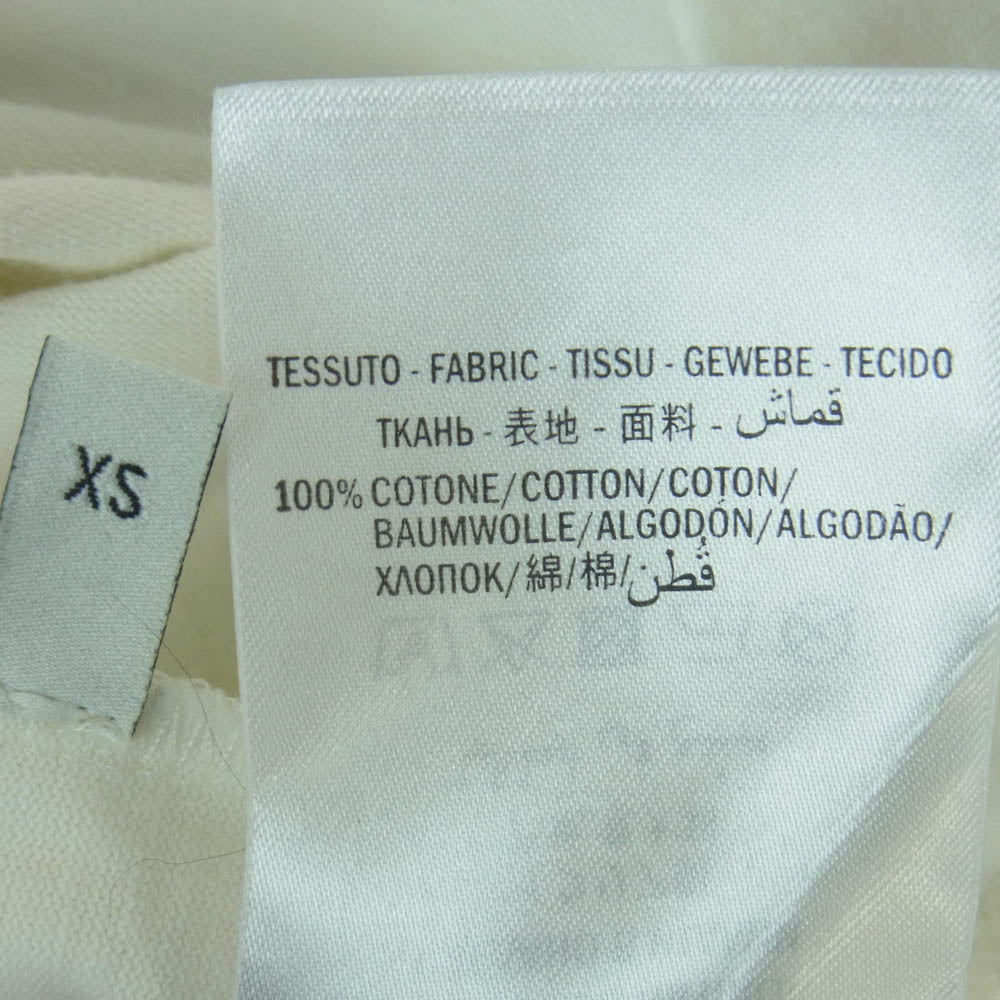 XS
TESSUTO - FABRIC - TISSU - GEWEBE - TECIDO
ТКАНЬ - 表地 - 面料 - قماش
100% COTONE/COTTON/COTON/
BAUMWOLLE/ALGODÓN/ALGODÃO/
ХЛОПОК/綿/棉/قُطن